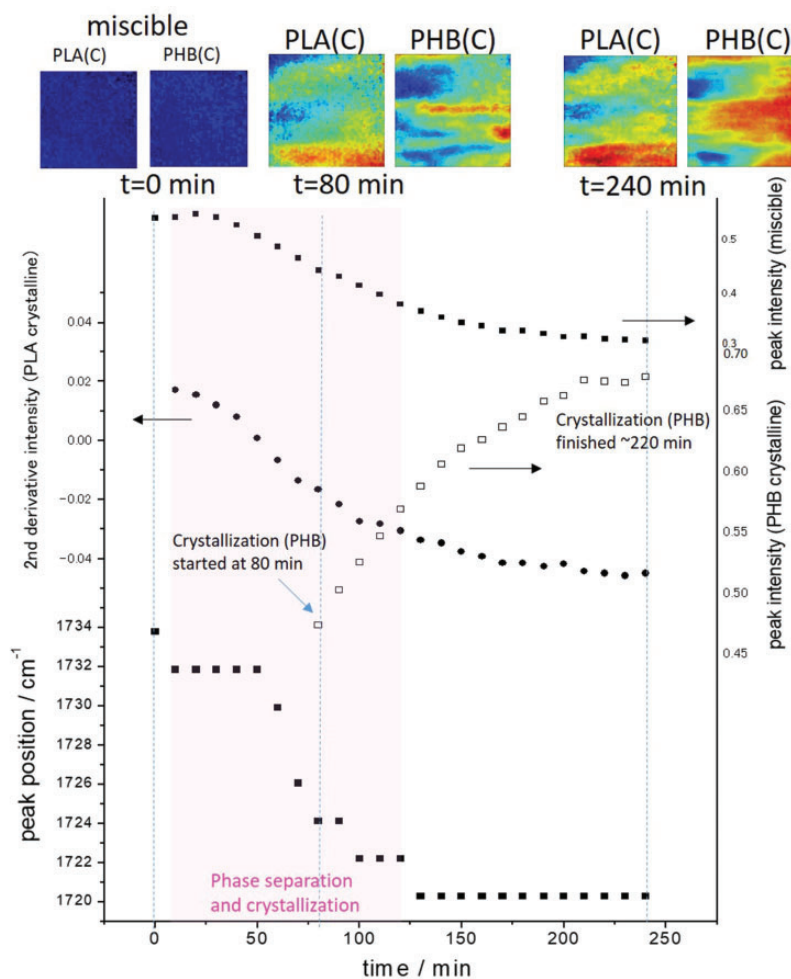 miscible
PLA(C) PHB(C)
PLA(C) PHB(C)
PLA(C) PHB(C)
t=0 min
t=80 min
t=240 min
2nd derivative intensity (PLA crystalline)
0.04
0.02
0.00
−0.02
−0.04
peak position / cm-1
1734
1732
1730
1728
1726
1724
1722
1720
peak intensity (miscible)
0.5
0.4
0.3
peak intensity (PHB crystalline)
0.70
0.65
0.60
0.55
0.50
0.45
Crystallization (PHB)
finished ~220 min
Crystallization (PHB)
started at 80 min
Phase separation
and crystallization
0 50 100 150 200 250
time / min